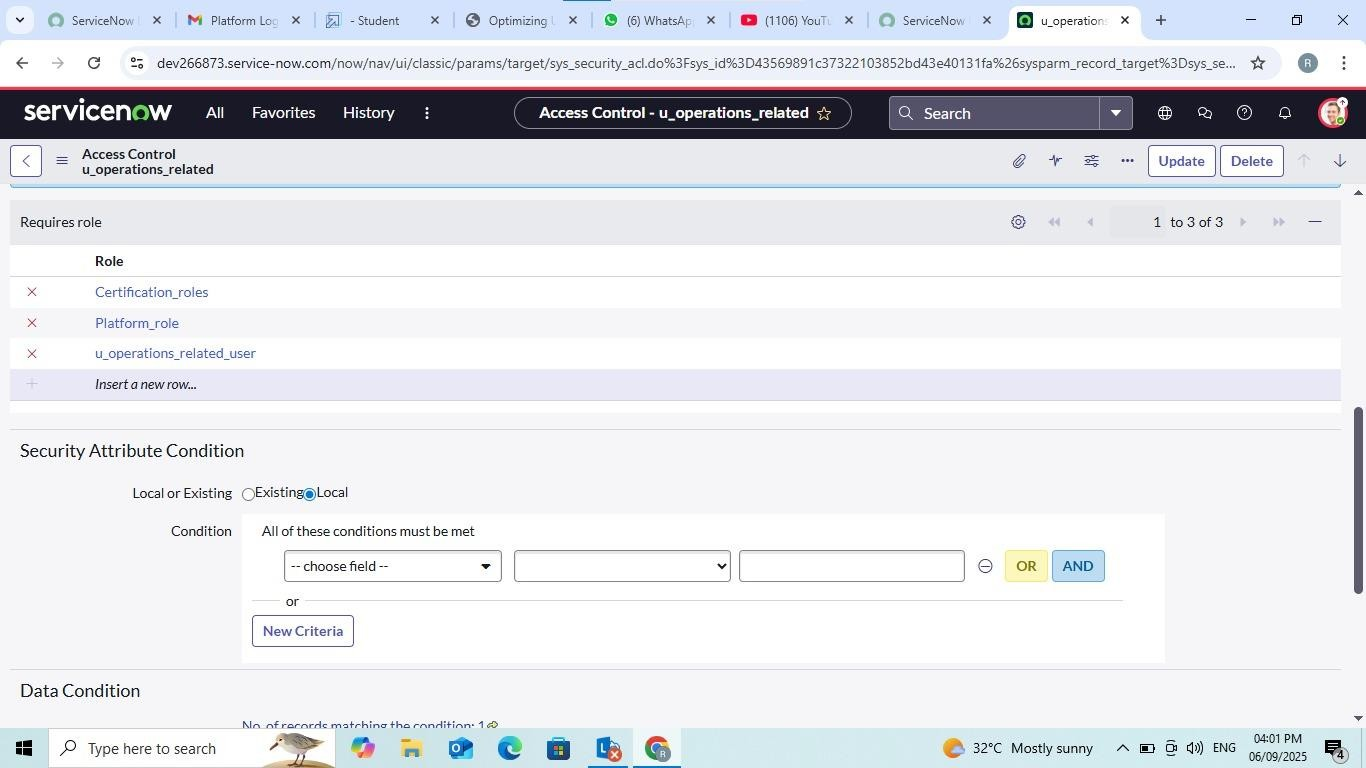 ServiceNow
Platform Log
- Student
Optimizing
(6) WhatsAp
(1106) YouTu
ServiceNow
u_operations
dev266873.service-now.com/now/nav/ui/classic/params/target/sys_security_acl.do%3Fsys_id%3D43569891c37322103852bd43e40131fa%26sysparm_record_target%3Dsys_se...
R
servicenow
All
Favorites
History
Access Control - u_operations_related
Search
Access Control
u_operations_related
Update
Delete
Requires role
1 to 3 of 3
Role
Certification_roles
Platform_role
u_operations_related_user
Insert a new row...
Security Attribute Condition
Local or Existing
Existing
Local
Condition
All of these conditions must be met
-- choose field --
OR
AND
or
New Criteria
Data Condition
No. of records matching the condition: 1
Type here to search
32°C Mostly sunny
ENG
04:01 PM
06/09/2025
4